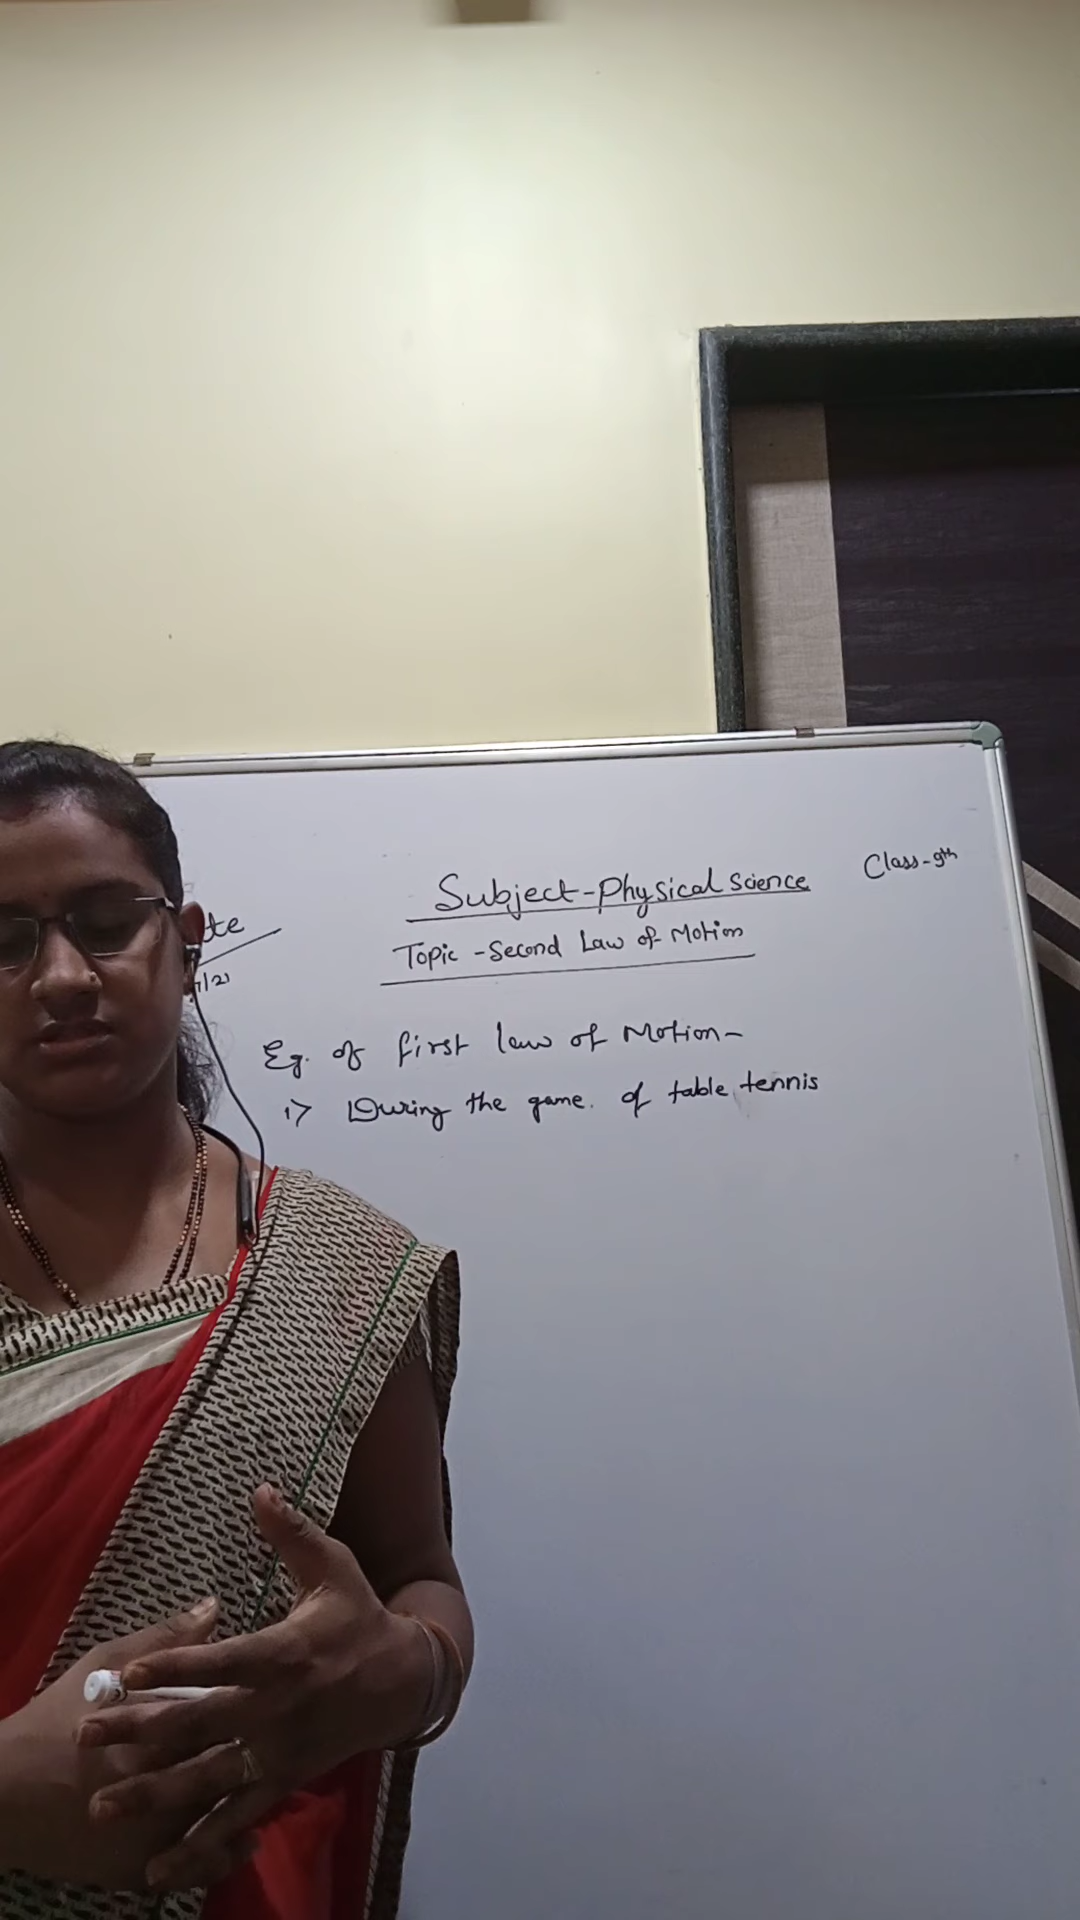 Class-9th
Subject-Physical Science
Topic -Second Law of Motion
Eg. of first law of Motion-
1> During the game. of table tennis